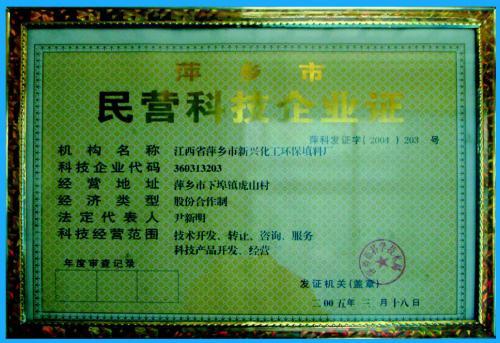 萍乡市
民营科技企业证
萍科发证字(2004)203 号
机构名称 江西省萍乡市新兴化工环保填料厂
科技企业代码 360313203
经营地址 萍乡市下埠镇虎山村
经济类型 股份合作制
法定代表人 尹新明
科技经营范围 技术开发、转让、咨询、服务
科技产品开发、经营
年度审查记录
发证机关(盖章)
二00五年三月十八日